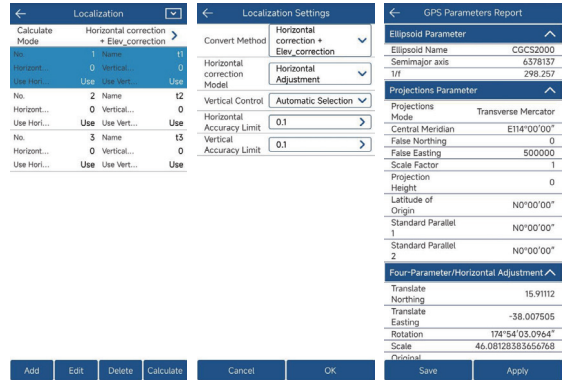 Localization
Calculate Mode
Horizontal correction + Elev_correction
No. 1 Name t1
Horizont... 0 Vertical... 0
Use Hori... Use Use Vert... Use
No. 2 Name t2
Horizont... 0 Vertical... 0
Use Hori... Use Use Vert... Use
No. 3 Name t3
Horizont... 0 Vertical... 0
Use Hori... Use Use Vert... Use
Add Edit Delete Calculate
Localization Settings
Convert Method
Horizontal correction + Elev_correction
Horizontal correction Model
Horizontal Adjustment
Vertical Control Automatic Selection
Horizontal Accuracy Limit 0.1
Vertical Accuracy Limit 0.1
Cancel OK
GPS Parameters Report
Ellipsoid Parameter
Ellipsoid Name CGCS2000
Semimajor axis 6378137
1/f 298.257
Projections Parameter
Projections Mode Transverse Mercator
Central Meridian E114°00'00"
False Northing 0
False Easting 500000
Scale Factor 1
Projection Height 0
Latitude of Origin N0°00'00"
Standard Parallel 1 N0°00'00"
Standard Parallel 2 N0°00'00"
Four-Parameter/Horizontal Adjustment
Translate Northing 15.91112
Translate Easting -38.007505
Rotation 174°54'03.0964"
Scale 46.08128383656768
Original
Save Apply